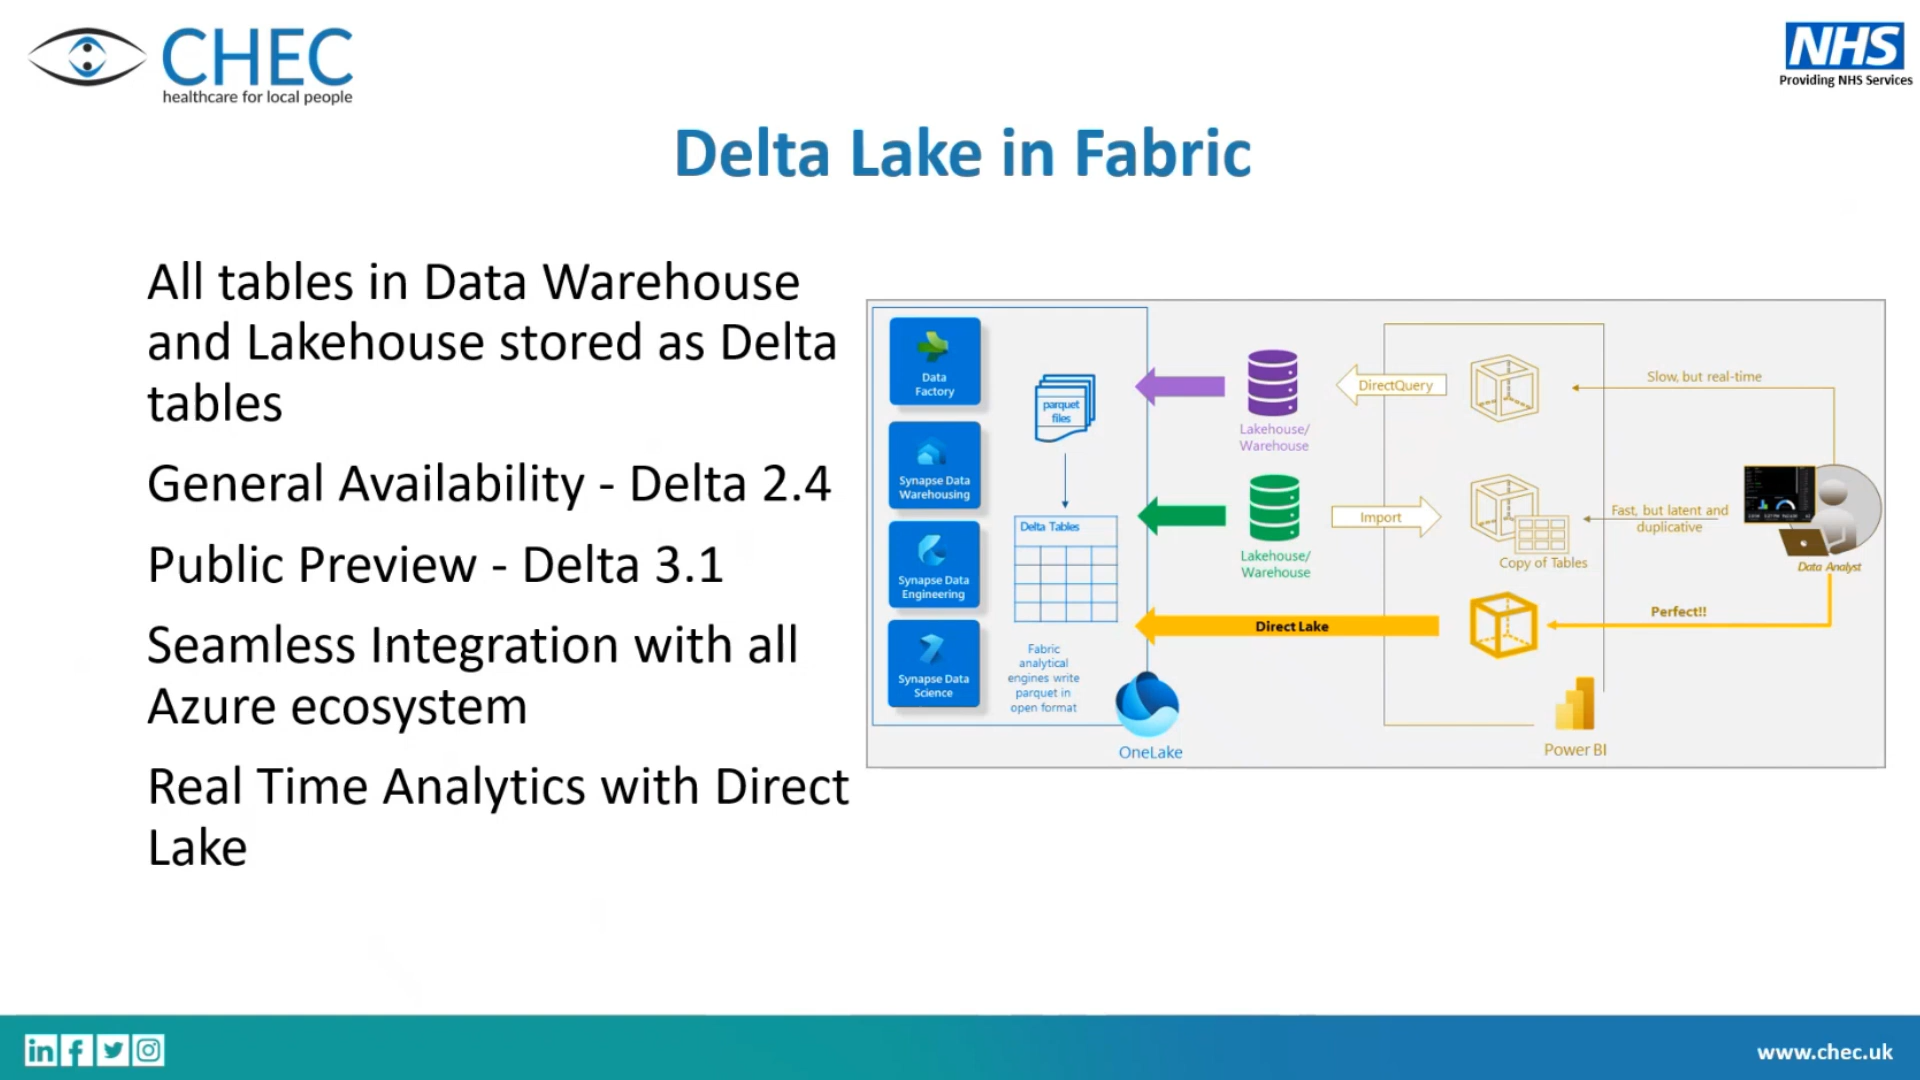 CHEC
healthcare for local people
NHS
Providing NHS Services
Delta Lake in Fabric
All tables in Data Warehouse
and Lakehouse stored as Delta
tables
General Availability - Delta 2.4
Public Preview - Delta 3.1
Seamless Integration with all
Azure ecosystem
Real Time Analytics with Direct
Lake
Data
Factory
Synapse Data
Warehousing
Synapse Data
Engineering
Synapse Data
Science
parquet
files
Delta Tables
Fabric
analytical
engines write
parquet in
open format
OneLake
Lakehouse/
Warehouse
Lakehouse/
Warehouse
DirectQuery
Import
Direct Lake
Copy of Tables
Slow, but real-time
Fast, but latent and
duplicative
Perfect!!
Data Analyst
Power BI
in f
www.chec.uk